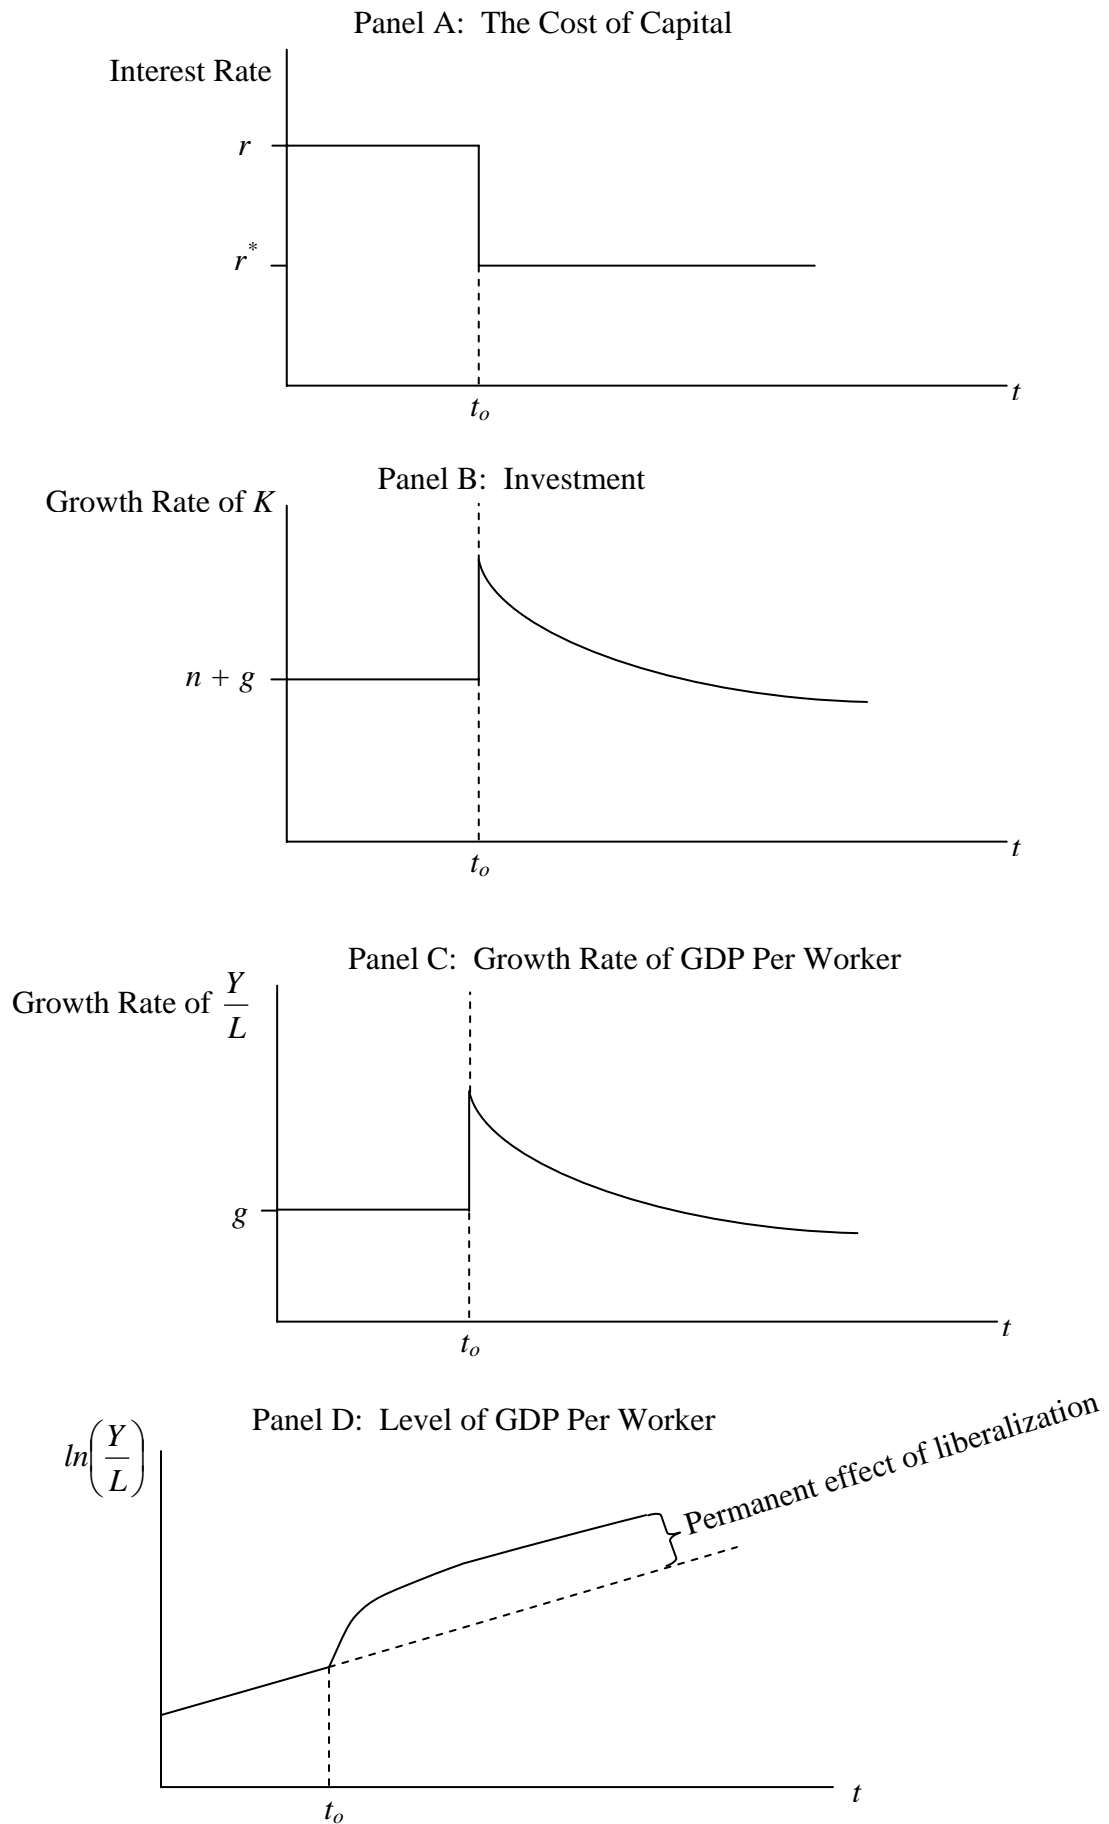 Panel A: The Cost of Capital
Interest Rate
r
r*
t
tₒ
Panel B: Investment
Growth Rate of K
n + g
t
tₒ
Panel C: Growth Rate of GDP Per Worker
Growth Rate of Y/L
g
t
tₒ
Panel D: Level of GDP Per Worker
ln(Y/L)
Permanent effect of liberalization
t
tₒ